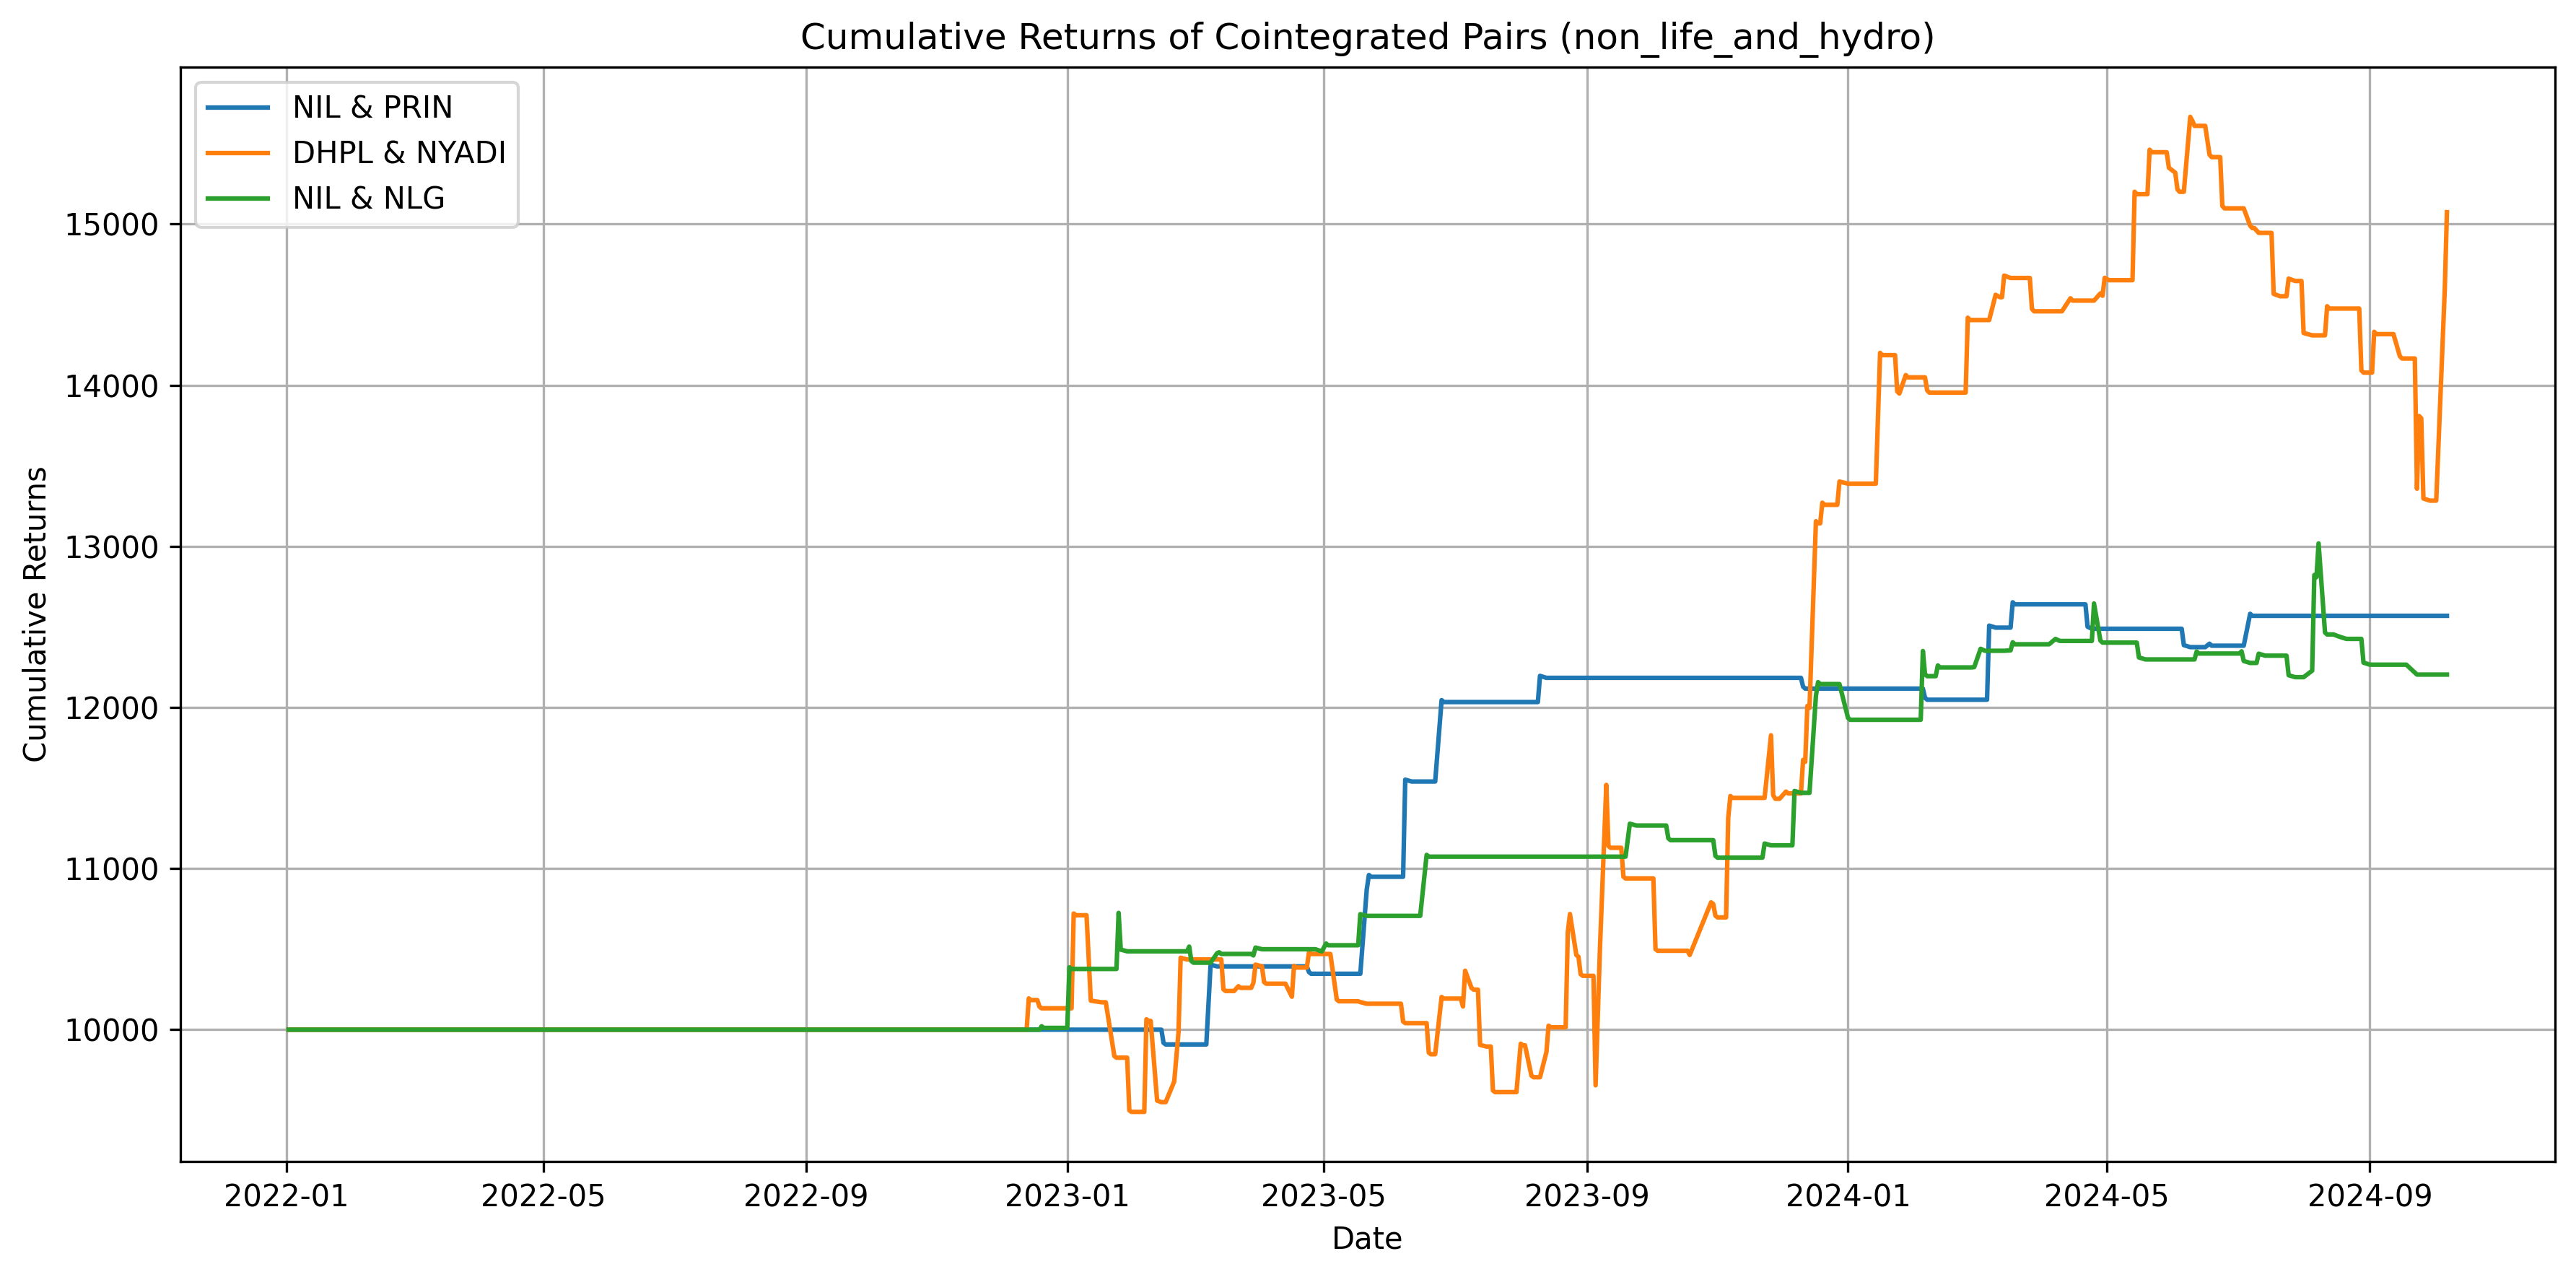 Cumulative Returns of Cointegrated Pairs (non_life_and_hydro)
NIL & PRIN
DHPL & NYADI
NIL & NLG
Cumulative Returns
15000
14000
13000
12000
11000
10000
2022-01 2022-05 2022-09 2023-01 2023-05 2023-09 2024-01 2024-05 2024-09
Date